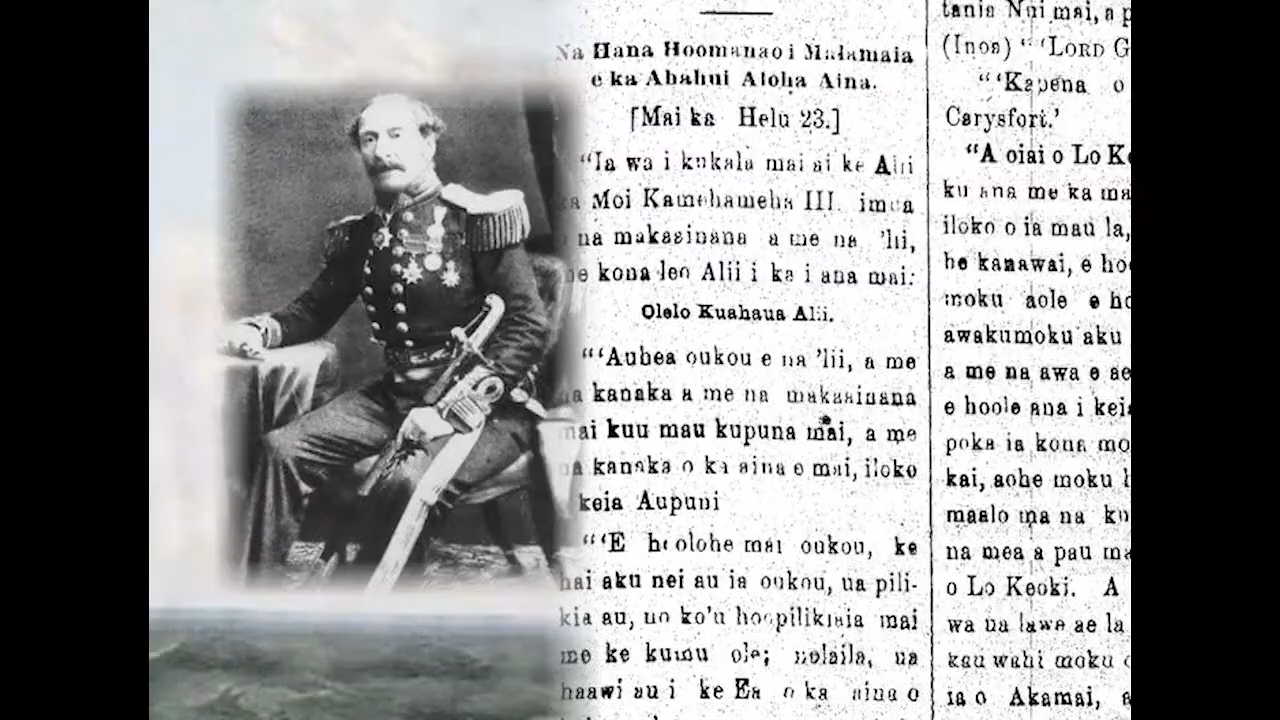 Na Hana Hoomanao i Malamaia
e ka Ahahui Aloha Aina.
[Mai ka Helu 23.]
"Ia wa i kukala mai ai ke Alii
ka Moi Kamehameha III. imua
o na makaainana a me na 'lii,
me kona leo Alii i ka i ana mai:
Olelo Kuahaua Alii.
"'Auhea oukou e na 'lii, a me
na kanaka a me na makaainana
mai kuu mau kupuna mai, a me
na kanaka o ka aina e mai, iloko
keia Aupuni
"'E hoolohe mai oukou, ke
hai aku nei au ia oukou, ua pili-
kia au, no ko'u hoopilikiaia mai
me ke kumu ole; nolaila, ua
haawi au i ke Ea o ka aina o
tania Nui mai, a p
(Inoa) "'LORD G
"'Kapena o
Carysfort.'
"A oiai o Lo Ke
ku ana me ka ma
iloko o ia mau la,
he kanawai, e ho
moku aole e ho
awakumoku aku
a me na awa e ae
e hoole ana i keia
poka ia kona mo
kai, aohe moku
maalo ma na ku
na mea a pau ma
o Lo Keoki. A
wa ua lawe ae la
kau wahi moku
ia o Akamai, a